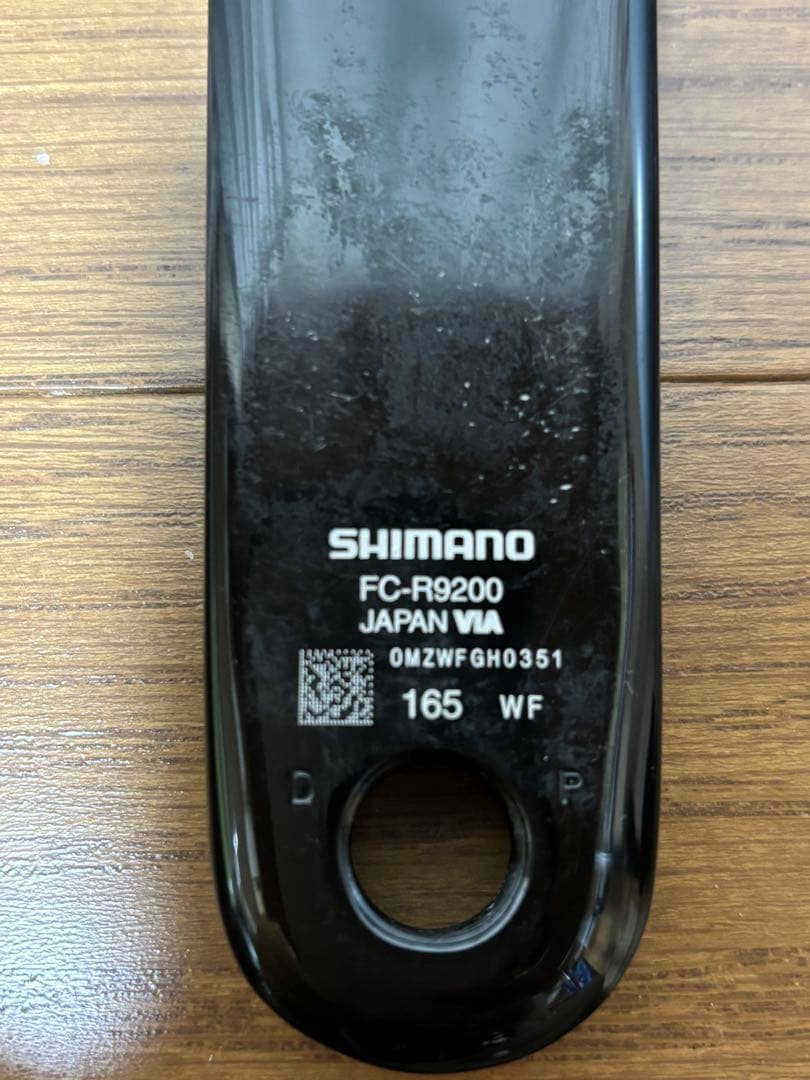 SHIMANO
FC-R9200
JAPAN VIA
0MZWFGH0351
165 WF
D P